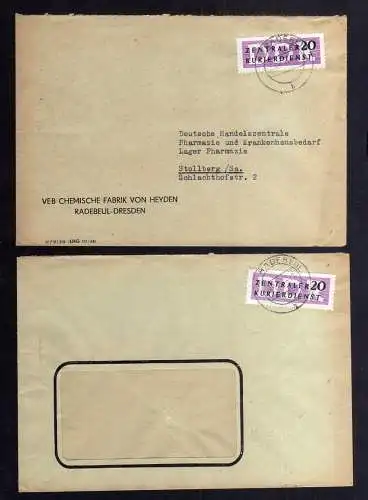 ZENTRALER 20
KURIERDIENST
Deutsche Handelszentrale
Pharmazie und Krankenhausbedarf
Lager Pharmazie
Stollberg /Sa.
Schlachthofstr. 2
VEB CHEMISCHE FABRIK VON HEYDEN
RADEBEUL-DRESDEN
RADEBEUL
ZENTRALER 20
KURIERDIENST